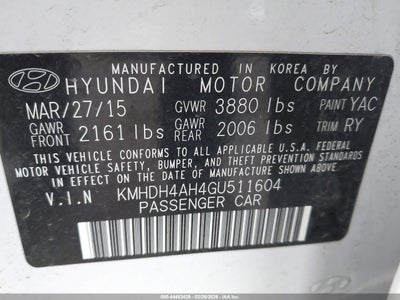 MANUFACTURED IN KOREA BY
HYUNDAI MOTOR COMPANY
MAR/27/15 GVWR 3880 lbs PAINT YAC
GAWR FRONT 2161 lbs GAWR REAR 2006 lbs TRIM RY
THIS VEHICLE CONFORMS TO ALL APPLICABLE U.S.A. FEDERAL
MOTOR VEHICLE SAFETY, BUMPER, AND THEFT PREVENTION STANDARDS
IN EFFECT ON THE DATE OF MANUFACTURE SHOWN ABOVE.
V.I.N KMHDH4AH4GU511604
PASSENGER CAR